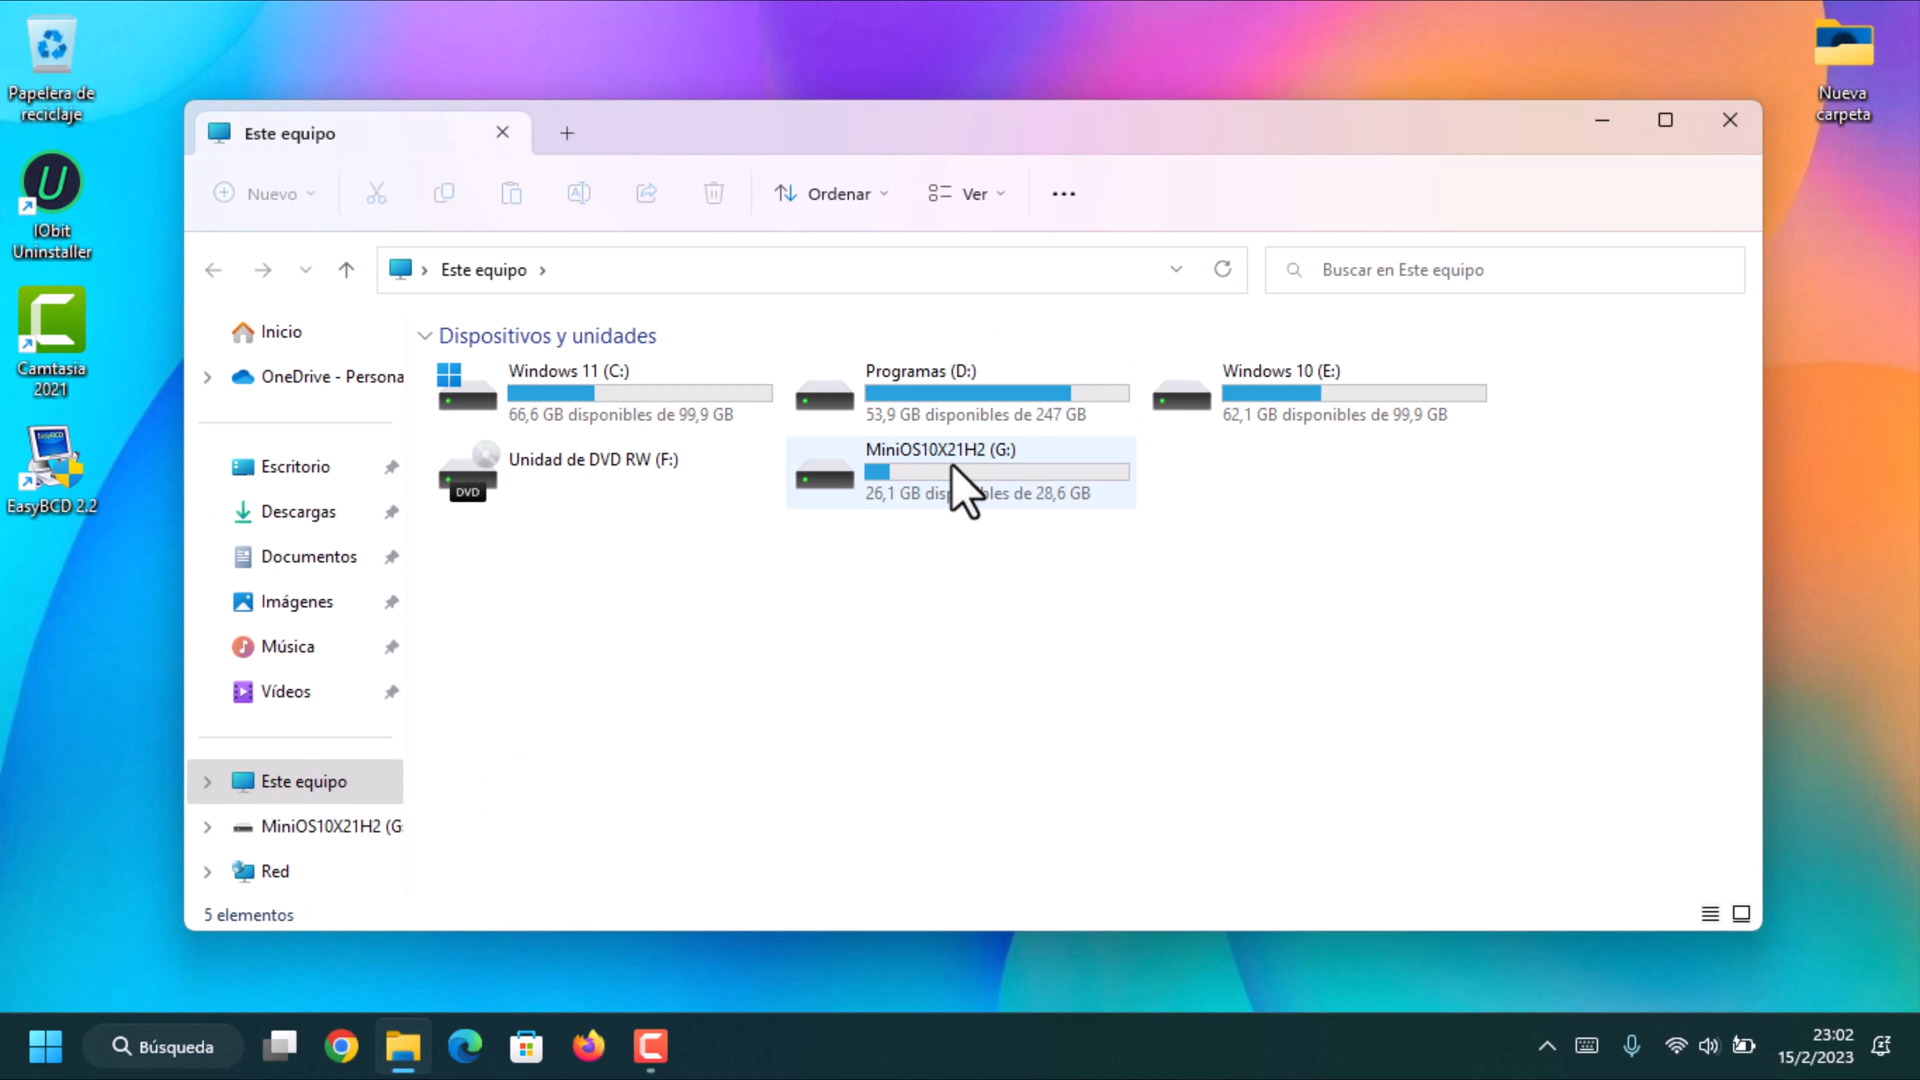 Papelera de
reciclaje
IObit
Uninstaller
Camtasia
2021
EasyBCD
EasyBCD 2.2
Nueva
carpeta
Este equipo
Nuevo
Ordenar
Ver
Este equipo
Buscar en Este equipo
Inicio
OneDrive - Persona
Escritorio
Descargas
Documentos
Imágenes
Música
Vídeos
Este equipo
MiniOS10X21H2 (G:
Red
Dispositivos y unidades
Windows 11 (C:)
66,6 GB disponibles de 99,9 GB
Programas (D:)
53,9 GB disponibles de 247 GB
Windows 10 (E:)
62,1 GB disponibles de 99,9 GB
Unidad de DVD RW (F:)
DVD
MiniOS10X21H2 (G:)
26,1 GB disponibles de 28,6 GB
5 elementos
Búsqueda
23:02
15/2/2023